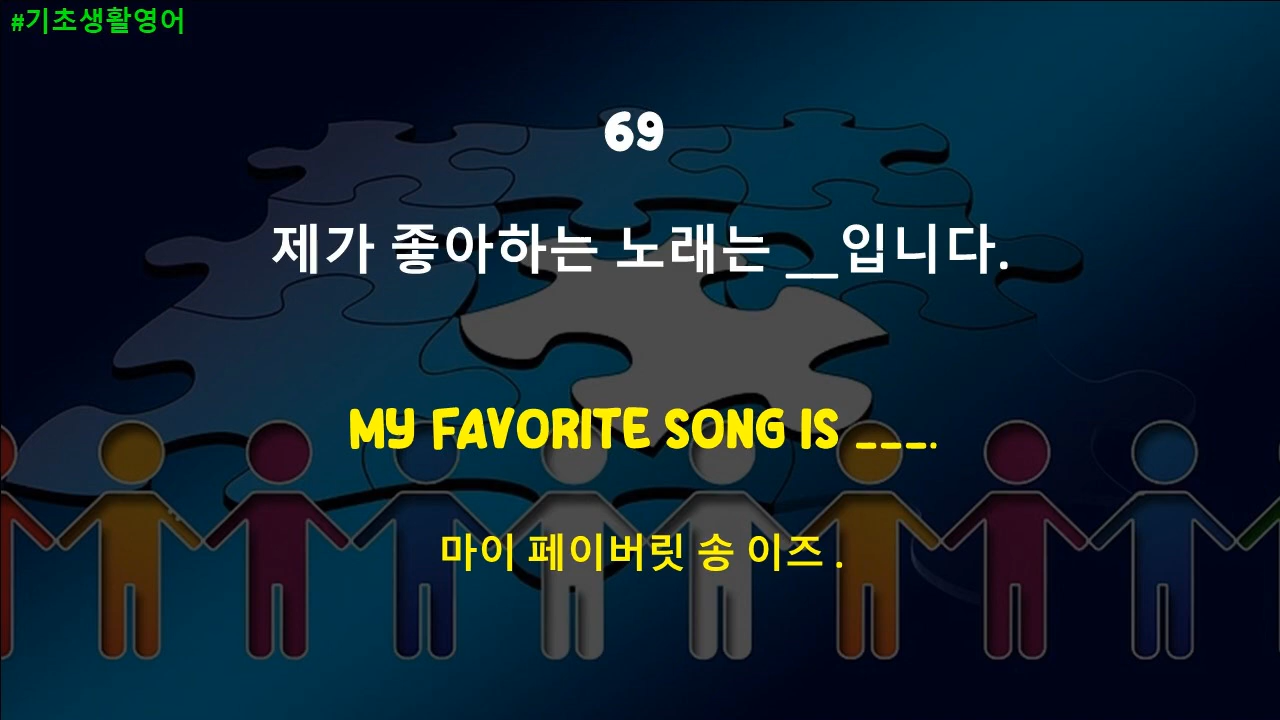 #기초생활영어
69
제가 좋아하는 노래는 __입니다.
MY FAVORITE SONG IS ___.
마이 페이버릿 송 이즈 .